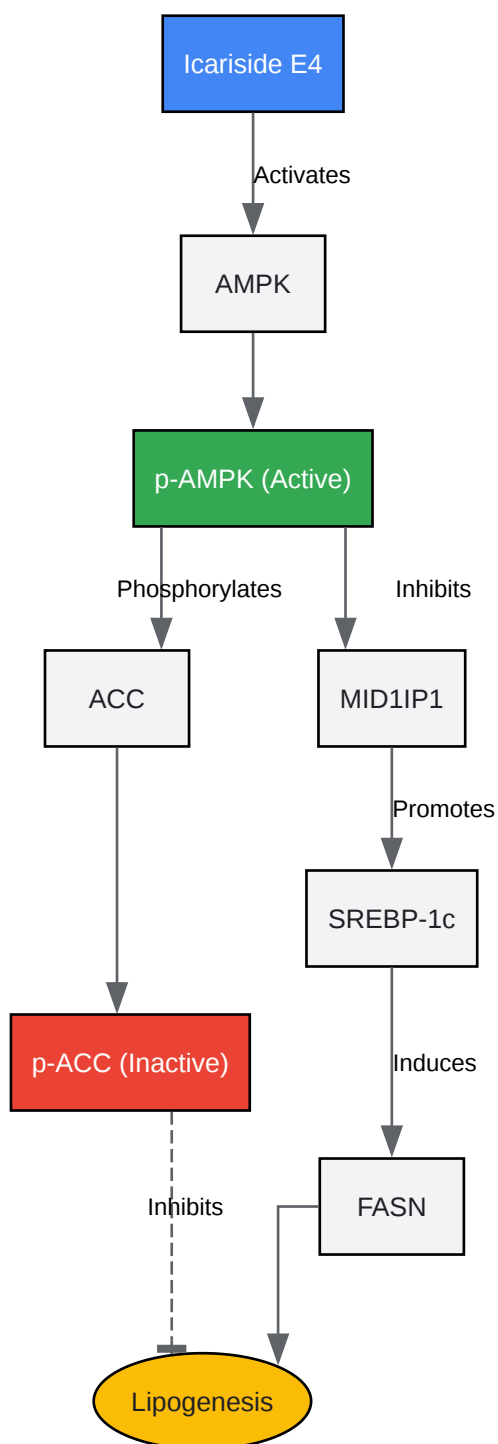 Icariside E4
Activates
AMPK
p-AMPK (Active)
Phosphorylates
Inhibits
ACC
MID1IP1
Promotes
SREBP-1c
p-ACC (Inactive)
Induces
FASN
Inhibits
Lipogenesis